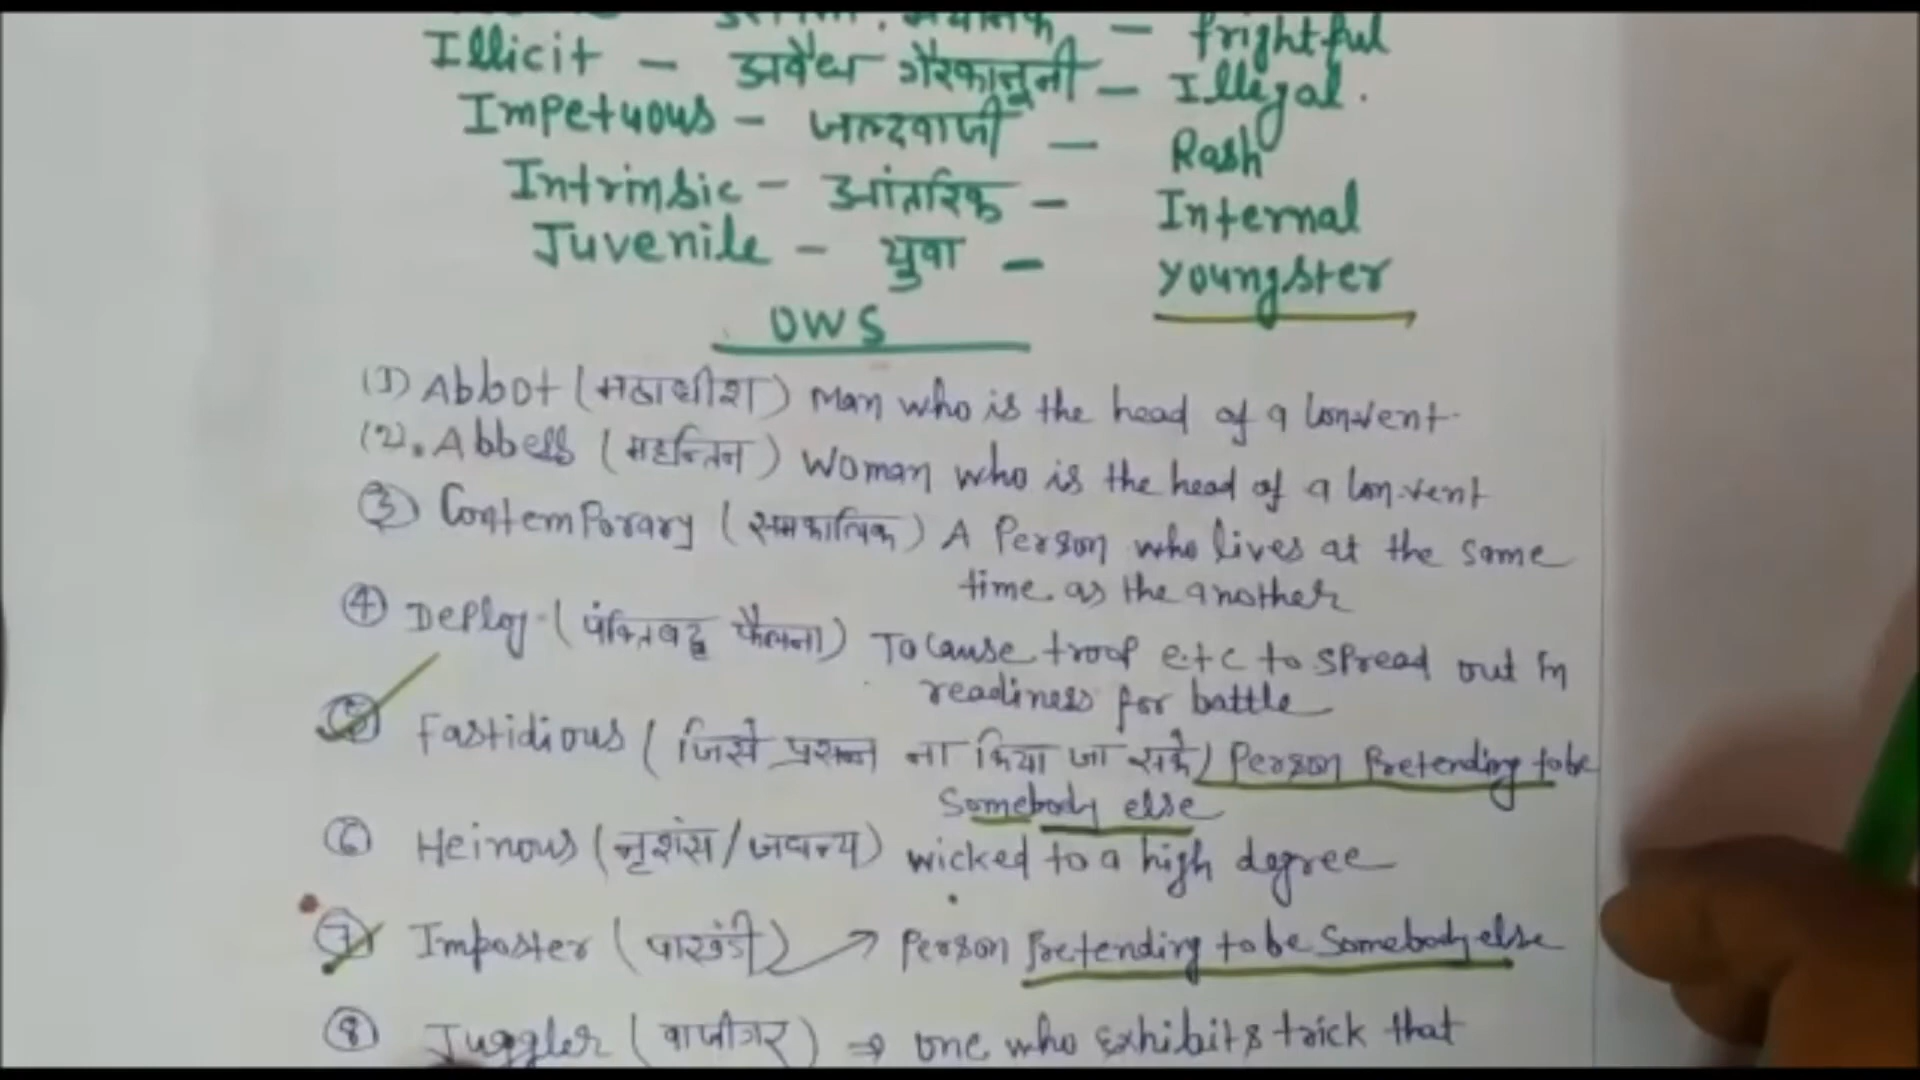 frightful
Illicit - अवैध गैरकानूनी - Illegal.
Impetuous - जल्दवाजी - Rash
Intrinsic - आंतरिक - Internal
Juvenile - युवा - Youngster
OWS
(1) Abbot (मठाधीश) Man who is the head of a convent.
(2). Abbess (महन्तिन) Woman who is the head of a convent
(3) Contemporary (समकालिक) A Person who lives at the same
time as the another
(4) Deploy - (पंक्तिबद्ध फैलना) To cause troop etc to spread out in
readiness for battle
(5) Fastidious (जिसे प्रसन्न ना किया जा सके) Person Pretending to be
Somebody else
(6) Heinous (नृशंस/जघन्य) wicked to a high degree
(7) Imposter (पाखंडी) → Person Pretending to be Somebody else
(8) Juggler (वाजीगर) → one who exhibits trick that